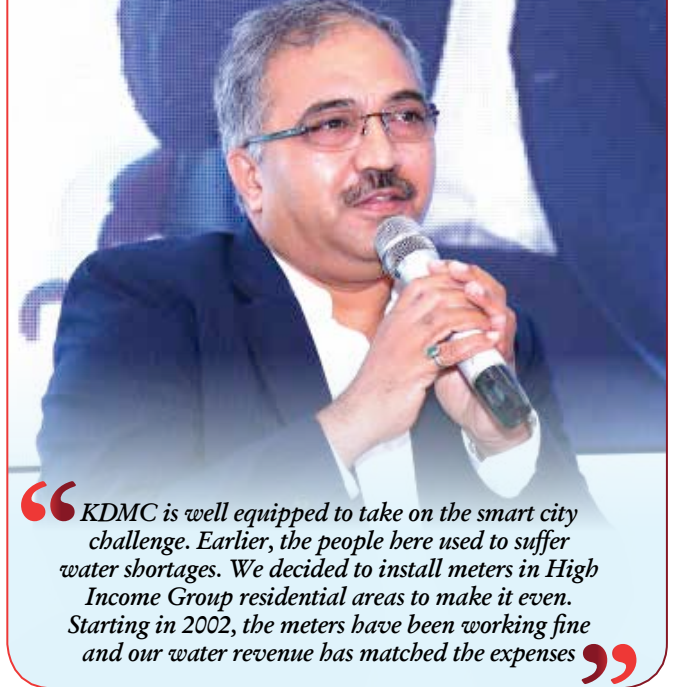 “KDMC is well equipped to take on the smart city
challenge. Earlier, the people here used to suffer
water shortages. We decided to install meters in High
Income Group residential areas to make it even.
Starting in 2002, the meters have been working fine
and our water revenue has matched the expenses”